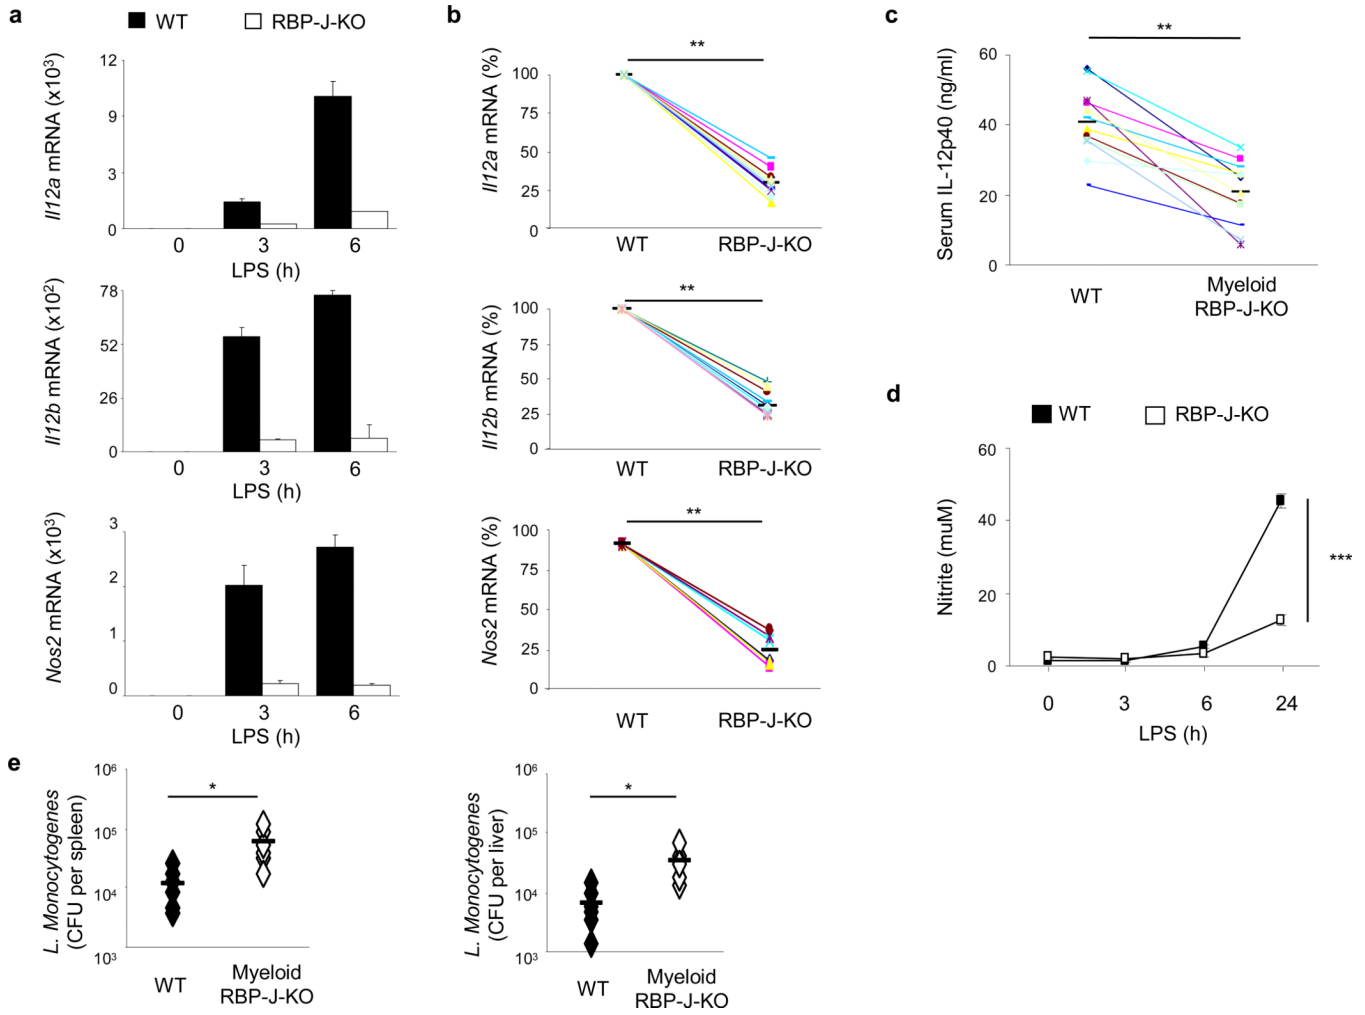 a
WT
RBP-J-KO
Il12a mRNA (x10³)
12
9
3
0
0
3
6
LPS (h)
Il12b mRNA (x10²)
78
52
26
0
0
3
6
LPS (h)
Nos2 mRNA (x10³)
3
2
1
0
0
3
6
LPS (h)
b
**
Il12a mRNA (%)
100
75
50
25
0
WT
RBP-J-KO
**
Il12b mRNA (%)
100
75
50
25
0
WT
RBP-J-KO
**
Nos2 mRNA (%)
100
75
50
25
0
WT
RBP-J-KO
c
**
Serum IL-12p40 (ng/ml)
60
40
20
0
WT
Myeloid
RBP-J-KO
d
WT
RBP-J-KO
Nitrite (muM)
60
40
20
0
***
0
3
6
24
LPS (h)
e
L. Monocytogenes
(CFU per spleen)
10⁶
10⁵
10⁴
10³
*
WT
Myeloid
RBP-J-KO
L. Monocytogenes
(CFU per liver)
10⁶
10⁵
10⁴
10³
*
WT
Myeloid
RBP-J-KO